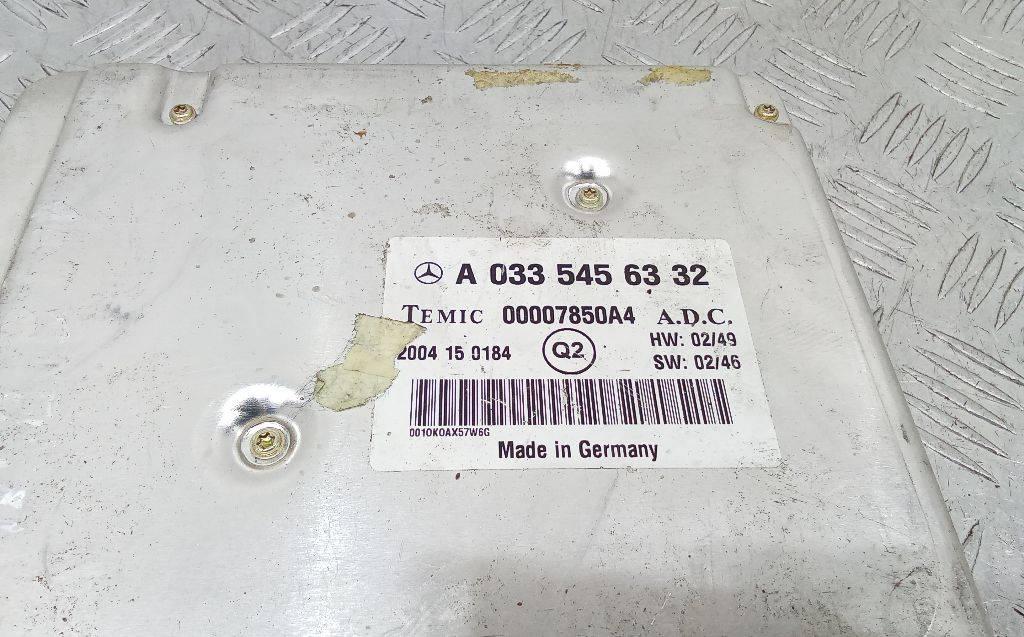 A 033 545 63 32
TEMIC 00007850A4 A.D.C.
2004 15 0184 Q2 HW: 02/49
SW: 02/46
0010K0AX57W6G
Made in Germany